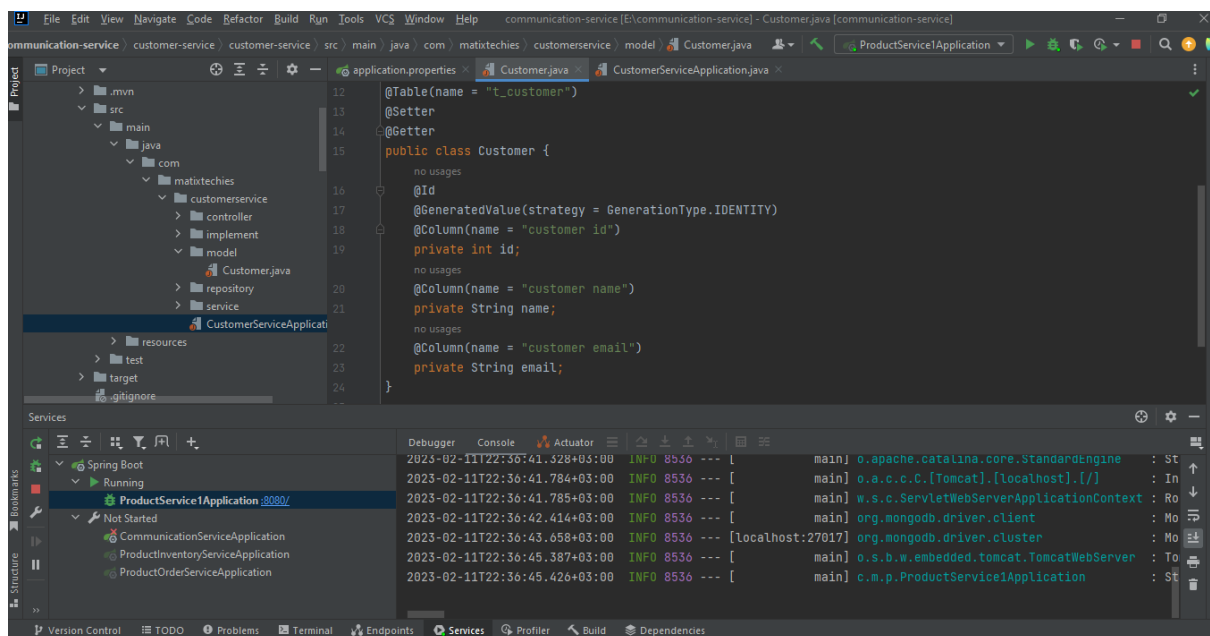 File Edit View Navigate Code Refactor Build Run Tools VCS Window Help communication-service [E:\communication-service] - Customer.java [communication-service]
ommunication-service customer-service customer-service src main java com matixtechies customerservice model Customer.java ProductService1Application
Project
Project
application.properties
Customer.java
CustomerServiceApplication.java
.mvn
src
main
java
com
matixtechies
customerservice
controller
implement
model
Customer.java
repository
service
CustomerServiceApplicati
resources
test
target
.gitignore
12 @Table(name = "t_customer")
13 @Setter
14 @Getter
15 public class Customer {
no usages
16 @Id
17 @GeneratedValue(strategy = GenerationType.IDENTITY)
18 @Column(name = "customer id")
19 private int id;
no usages
20 @Column(name = "customer name")
21 private String name;
no usages
22 @Column(name = "customer email")
23 private String email;
24 }
Services
Spring Boot
Running
ProductService1Application :8080/
Not Started
CommunicationServiceApplication
ProductInventoryServiceApplication
ProductOrderServiceApplication
Debugger Console Actuator
2023-02-11T22:36:41.328+03:00 INFO 8536 --- [ main] o.apache.catalina.core.StandardEngine : St
2023-02-11T22:36:41.784+03:00 INFO 8536 --- [ main] o.a.c.c.C.[Tomcat].[localhost].[/] : In
2023-02-11T22:36:41.785+03:00 INFO 8536 --- [ main] w.s.c.ServletWebServerApplicationContext : Ro
2023-02-11T22:36:42.414+03:00 INFO 8536 --- [ main] org.mongodb.driver.client : Mo
2023-02-11T22:36:43.658+03:00 INFO 8536 --- [localhost:27017] org.mongodb.driver.cluster : Mo
2023-02-11T22:36:45.387+03:00 INFO 8536 --- [ main] o.s.b.w.embedded.tomcat.TomcatWebServer : To
2023-02-11T22:36:45.426+03:00 INFO 8536 --- [ main] c.m.p.ProductService1Application : St
Bookmarks
Structure
Version Control TODO Problems Terminal Endpoints Services Profiler Build Dependencies